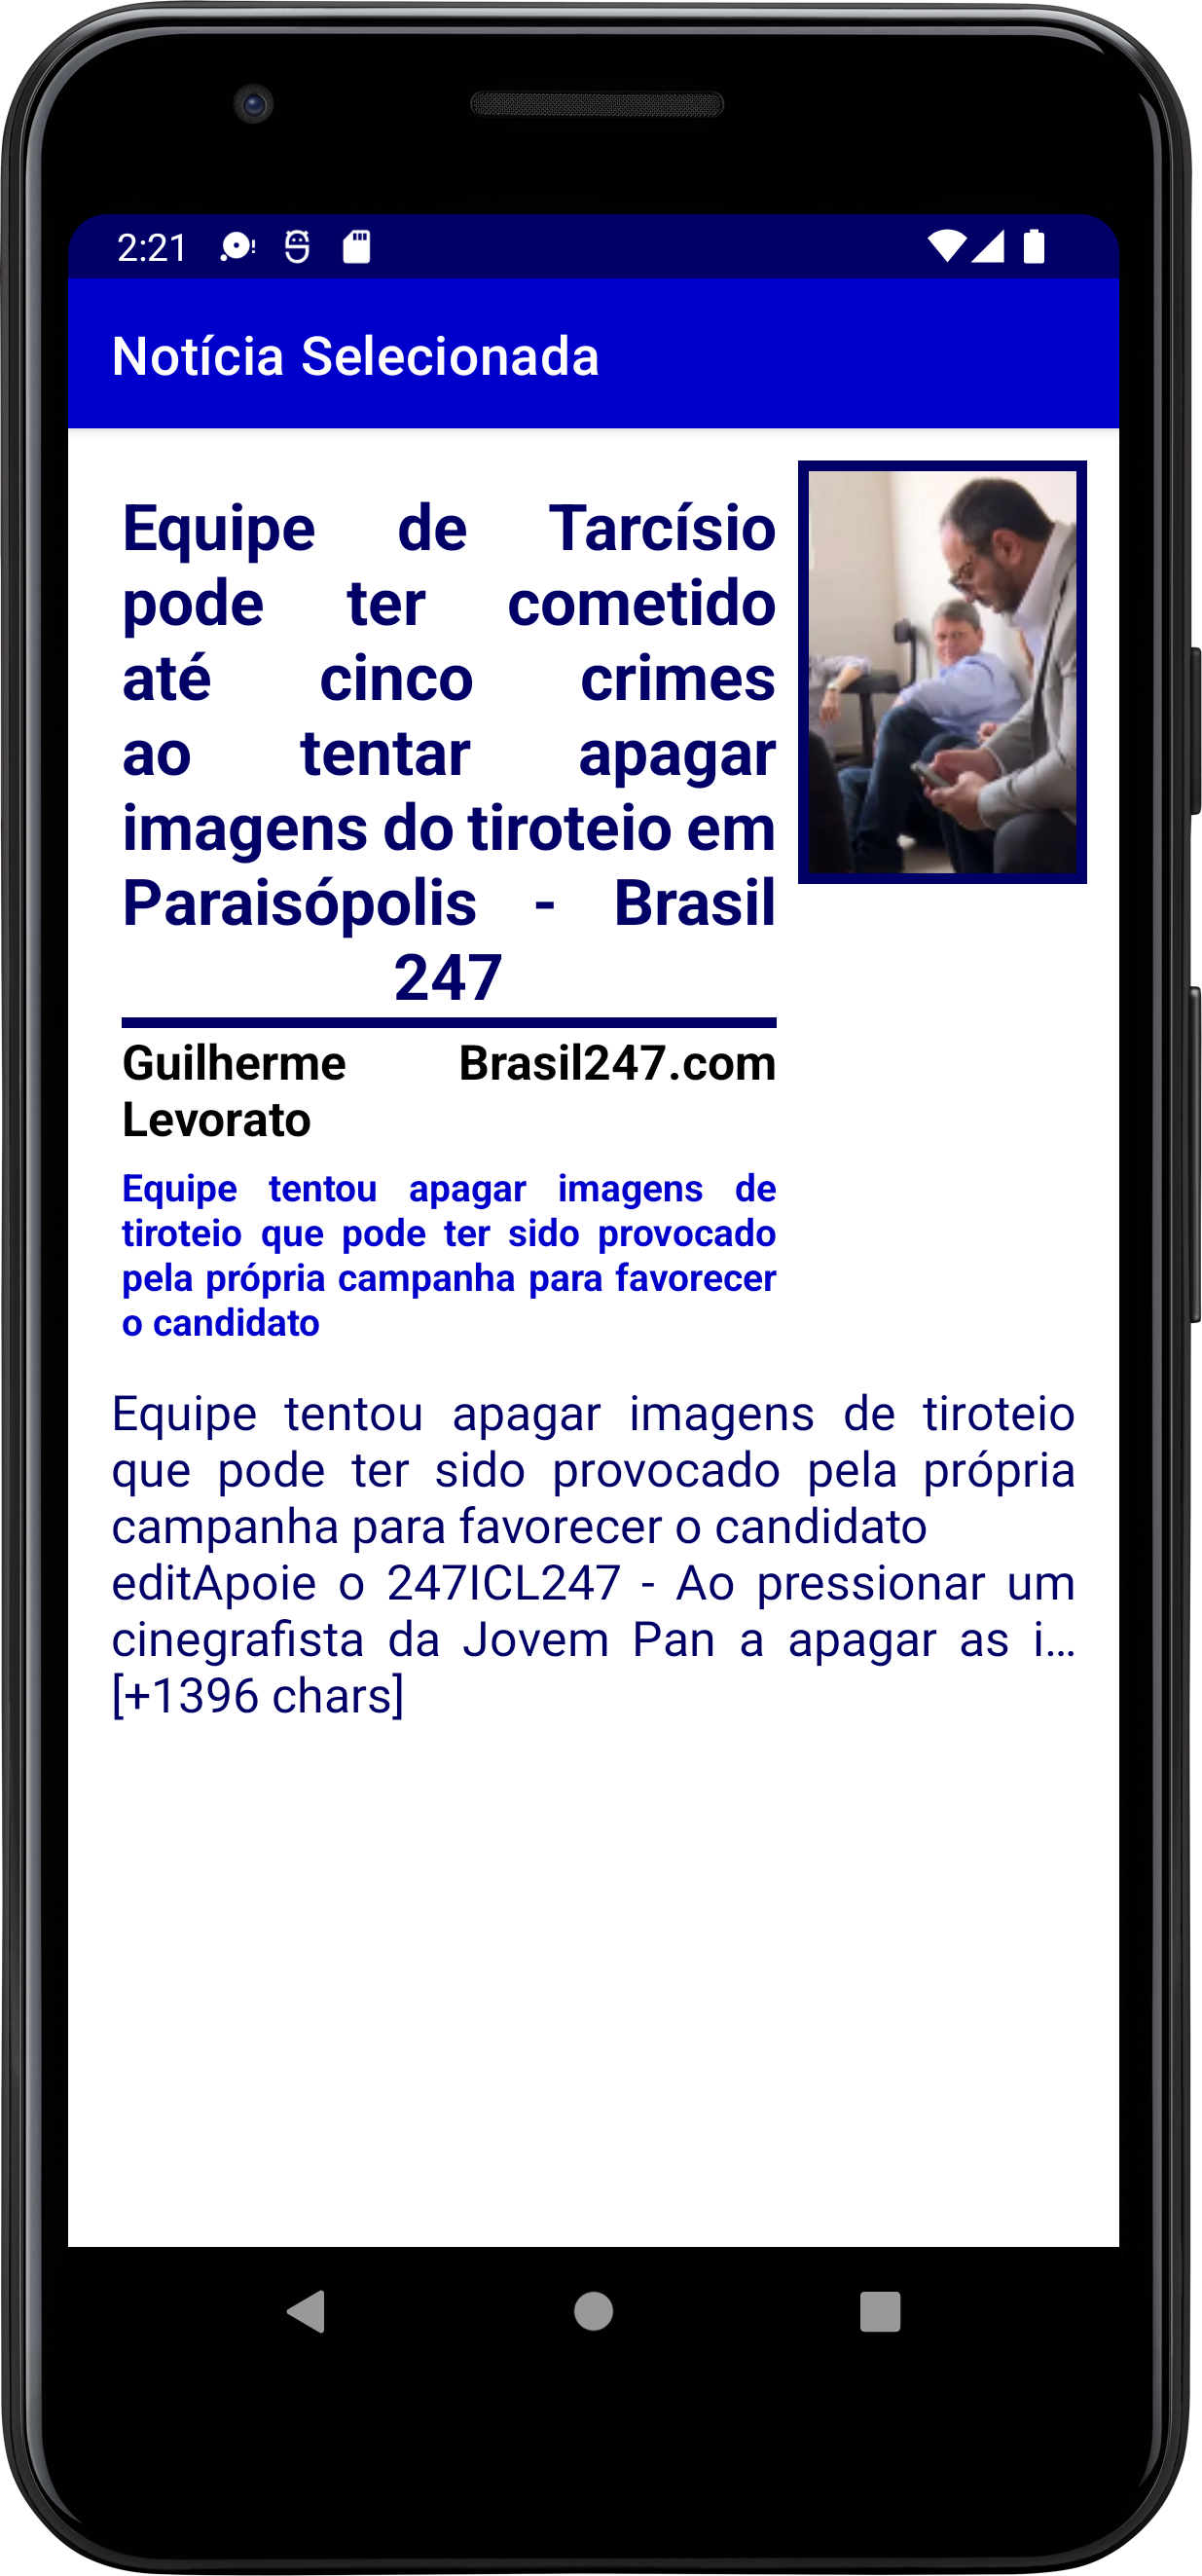 2:21
Notícia Selecionada
Equipe de Tarcísio
pode ter cometido
até cinco crimes
ao tentar apagar
imagens do tiroteio em
Paraisópolis - Brasil
247
Guilherme Brasil247.com
Levorato
Equipe tentou apagar imagens de
tiroteio que pode ter sido provocado
pela própria campanha para favorecer
o candidato
Equipe tentou apagar imagens de tiroteio
que pode ter sido provocado pela própria
campanha para favorecer o candidato
editApoie o 247ICL247 - Ao pressionar um
cinegrafista da Jovem Pan a apagar as i…
[+1396 chars]